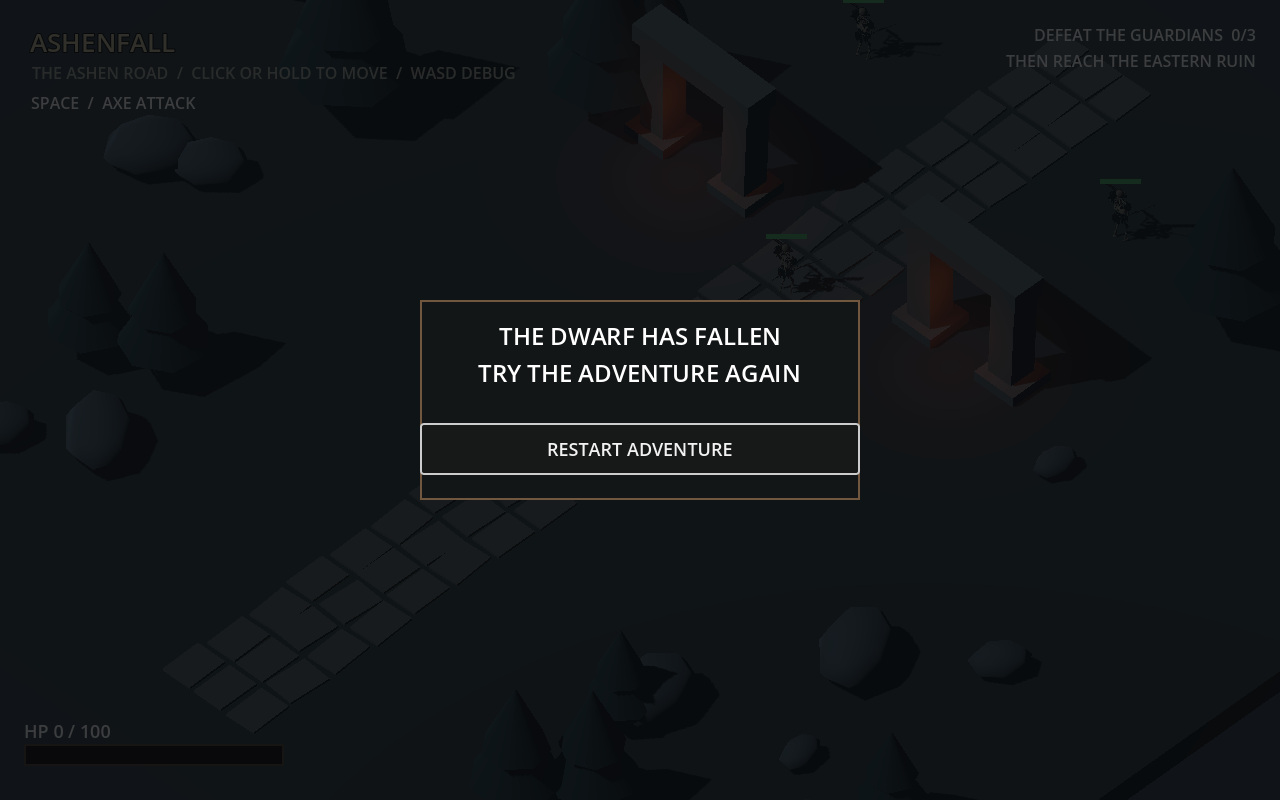 ASHENFALL
THE ASHEN ROAD / CLICK OR HOLD TO MOVE / WASD DEBUG
SPACE / AXE ATTACK
DEFEAT THE GUARDIANS 0/3
THEN REACH THE EASTERN RUIN
THE DWARF HAS FALLEN
TRY THE ADVENTURE AGAIN
RESTART ADVENTURE
HP 0 / 100